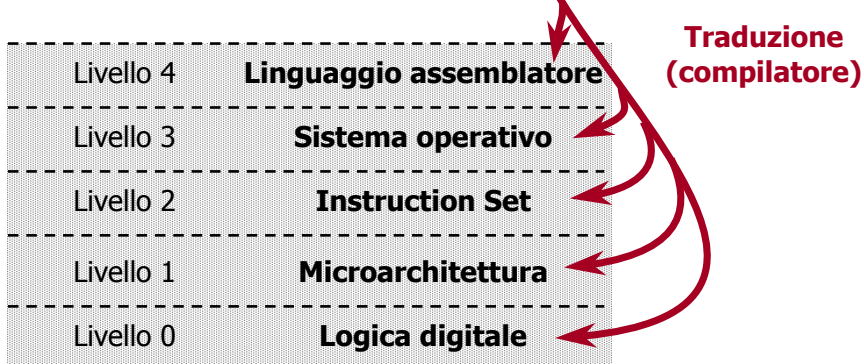 Traduzione
(compilatore)
Livello 4 Linguaggio assemblatore
Livello 3 Sistema operativo
Livello 2 Instruction Set
Livello 1 Microarchitettura
Livello 0 Logica digitale